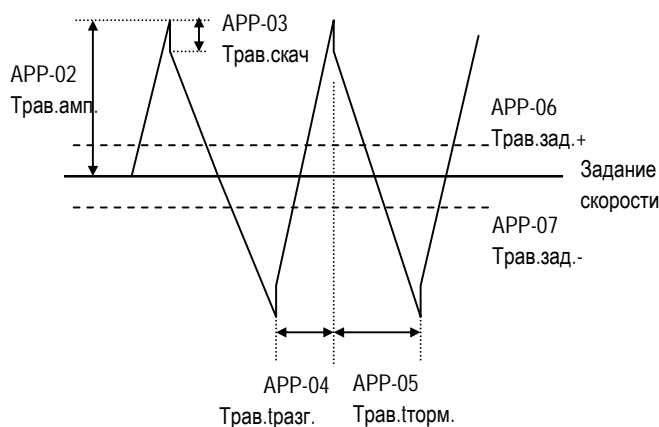 APP-03
Трав.скач
APP-02
Трав.амп.
APP-06
Трав.зад.+
Задание
скорости
APP-07
Трав.зад.-
APP-04
Трав.tразг.
APP-05
Трав.tторм.